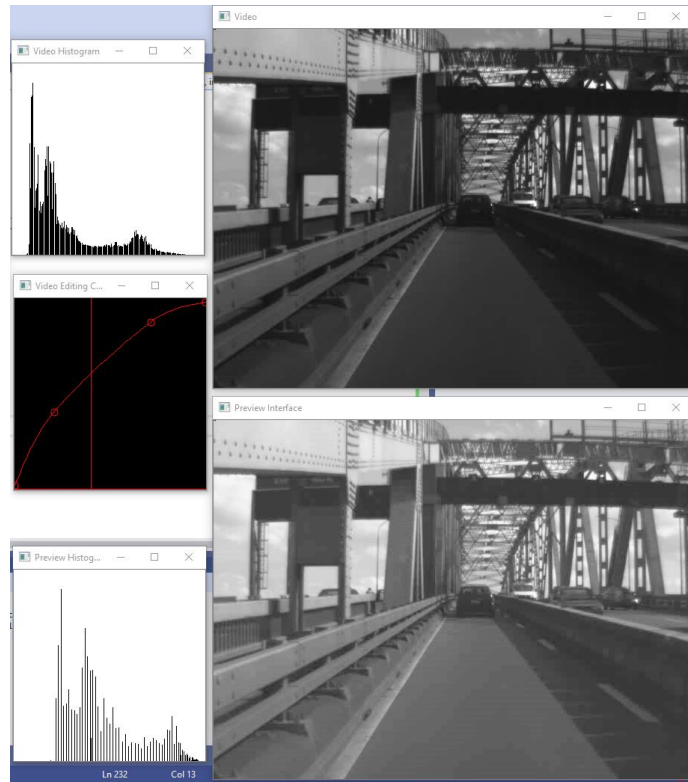 Video
Video Histogram
Video Editing C...
Preview Interface
Preview Histog...
Ln 232
Col 13